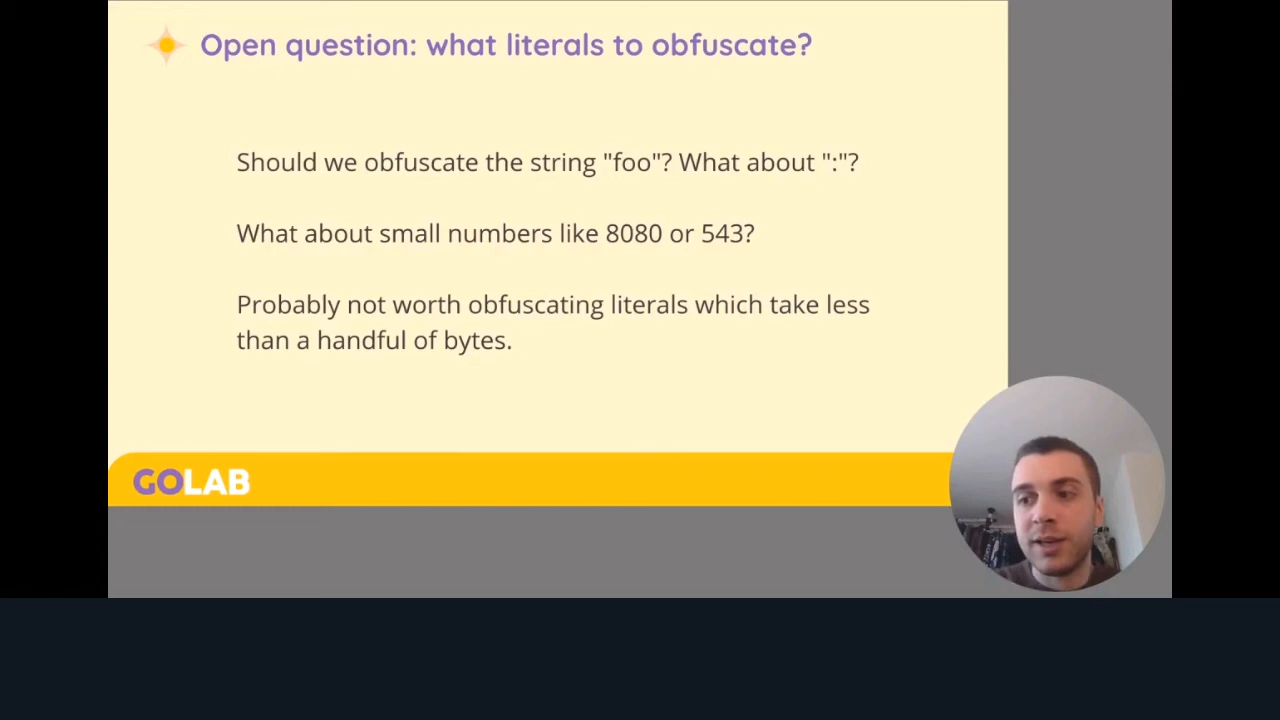 Open question: what literals to obfuscate?
Should we obfuscate the string "foo"? What about ":"?
What about small numbers like 8080 or 543?
Probably not worth obfuscating literals which take less
than a handful of bytes.
GOLAB